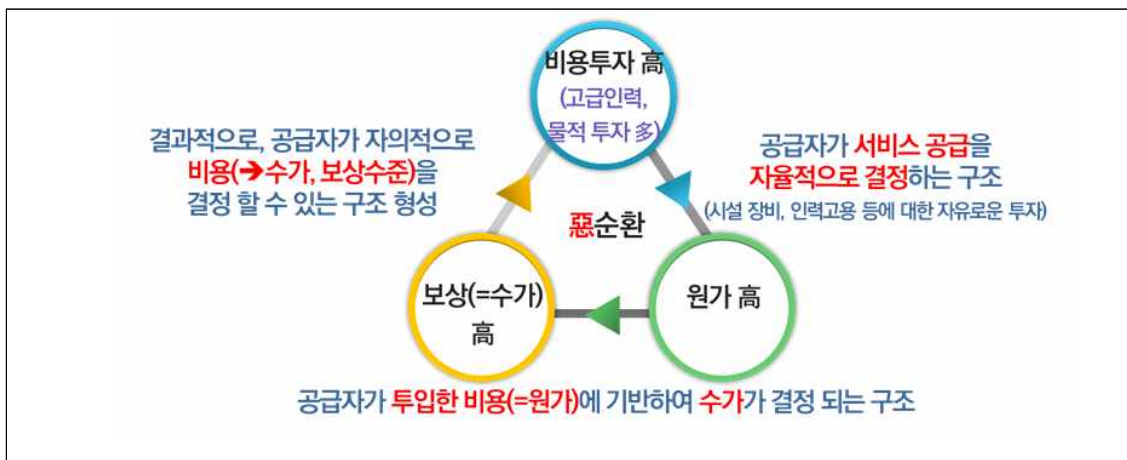 비용투자 高
(고급인력,
물적 투자 多)
결과적으로, 공급자가 자의적으로
비용(➔수가, 보상수준)을
결정 할 수 있는 구조 형성
공급자가 서비스 공급을
자율적으로 결정하는 구조
(시설 장비, 인력고용 등에 대한 자유로운 투자)
惡순환
보상(=수가)
高
원가 高
공급자가 투입한 비용(=원가)에 기반하여 수가가 결정 되는 구조